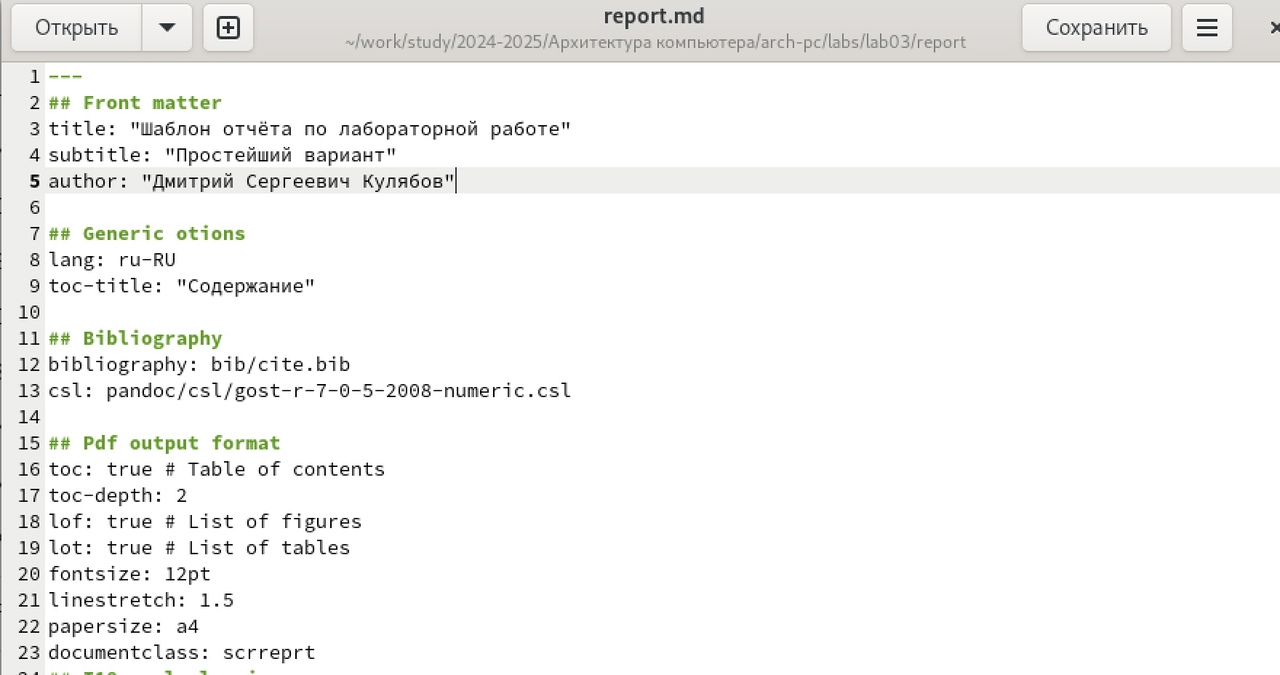 Открыть
report.md
~/work/study/2024-2025/Архитектура компьютера/arch-pc/labs/lab03/report
Сохранить
1 ---
2 ## Front matter
3 title: "Шаблон отчёта по лабораторной работе"
4 subtitle: "Простейший вариант"
5 author: "Дмитрий Сергеевич Кулябов"
6
7 ## Generic otions
8 lang: ru-RU
9 toc-title: "Содержание"
10
11 ## Bibliography
12 bibliography: bib/cite.bib
13 csl: pandoc/csl/gost-r-7-0-5-2008-numeric.csl
14
15 ## Pdf output format
16 toc: true # Table of contents
17 toc-depth: 2
18 lof: true # List of figures
19 lot: true # List of tables
20 fontsize: 12pt
21 linestretch: 1.5
22 papersize: a4
23 documentclass: scrreprt